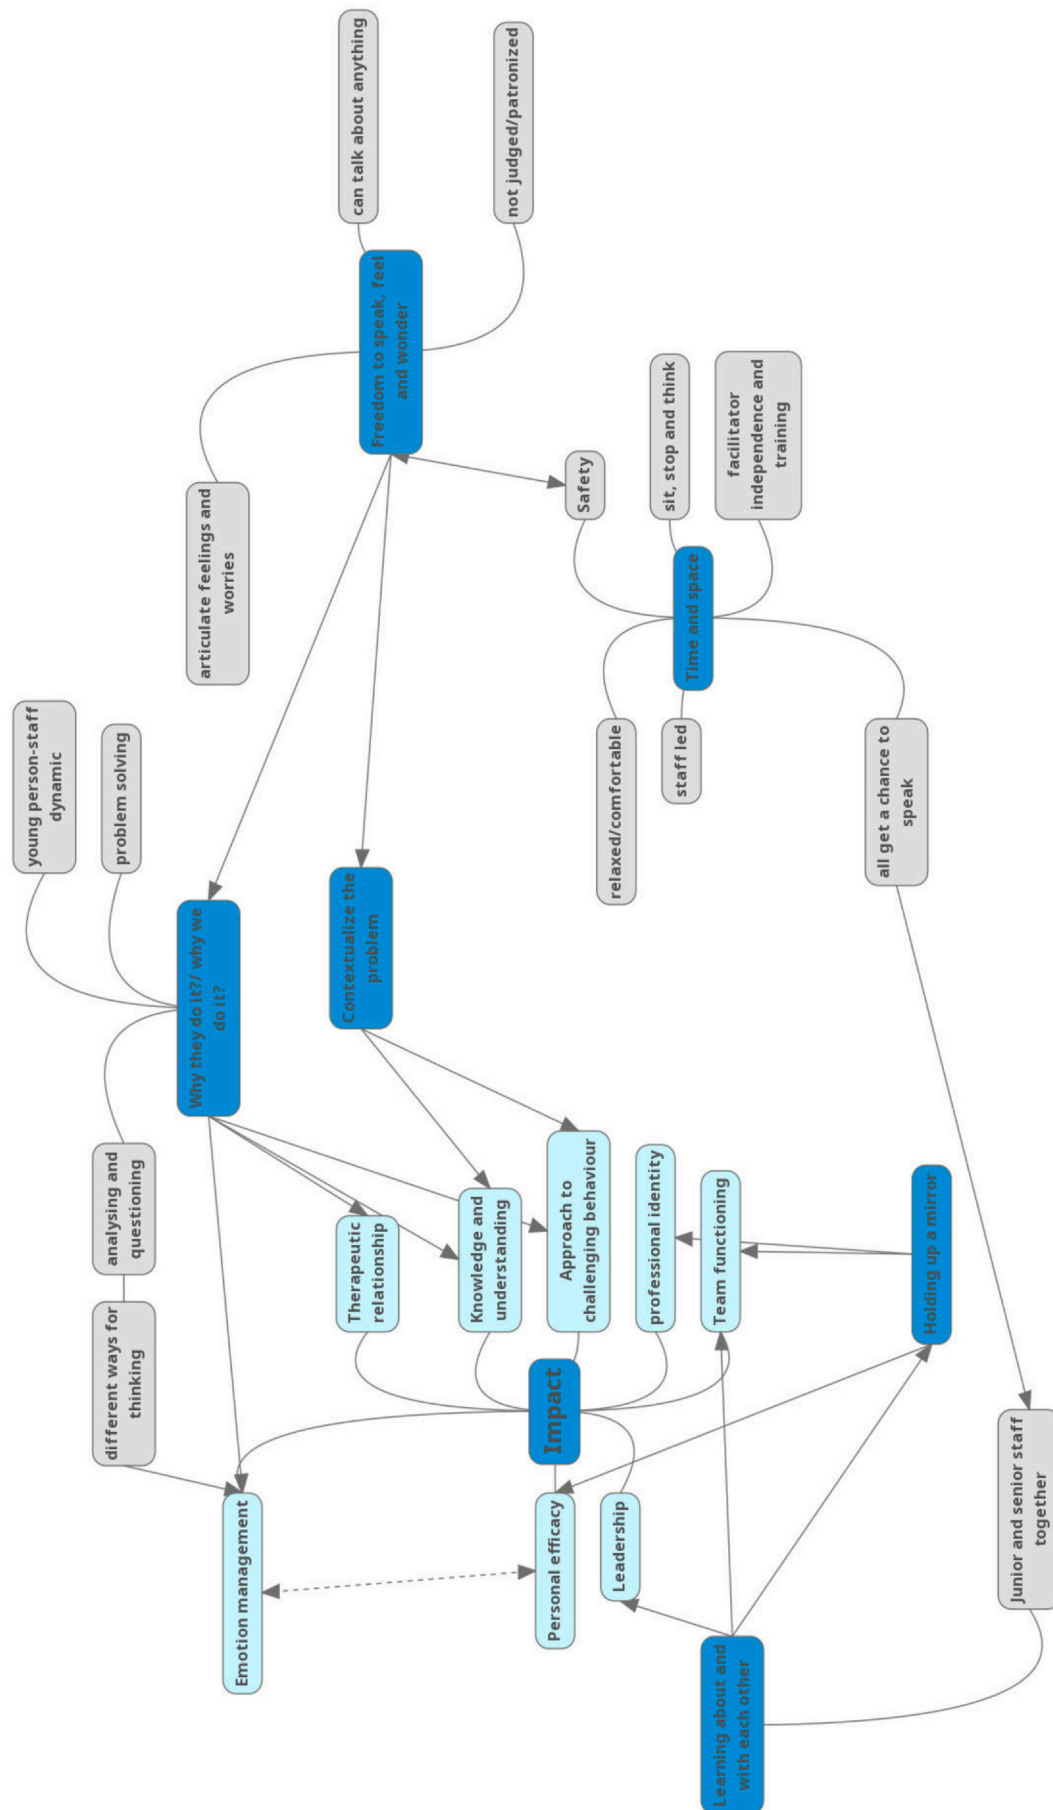 can talk about anything
not judged/patronized
Freedom to speak, feel
and wonder
articulate feelings and
worries
Safety
sit, stop and think
facilitator
independence and
training
Time and space
relaxed/comfortable
staff led
all get a chance to
speak
young person-staff
dynamic
problem solving
Why they do it?/ why we
do it?
Contextualize the
problem
analysing and
questioning
different ways for
thinking
Therapeutic
relationship
Knowledge and
understanding
Approach to
challenging behaviour
professional identity
Team functioning
Holding up a mirror
Impact
Emotion management
Personal efficacy
Leadership
Junior and senior staff
together
Learning about and
with each other